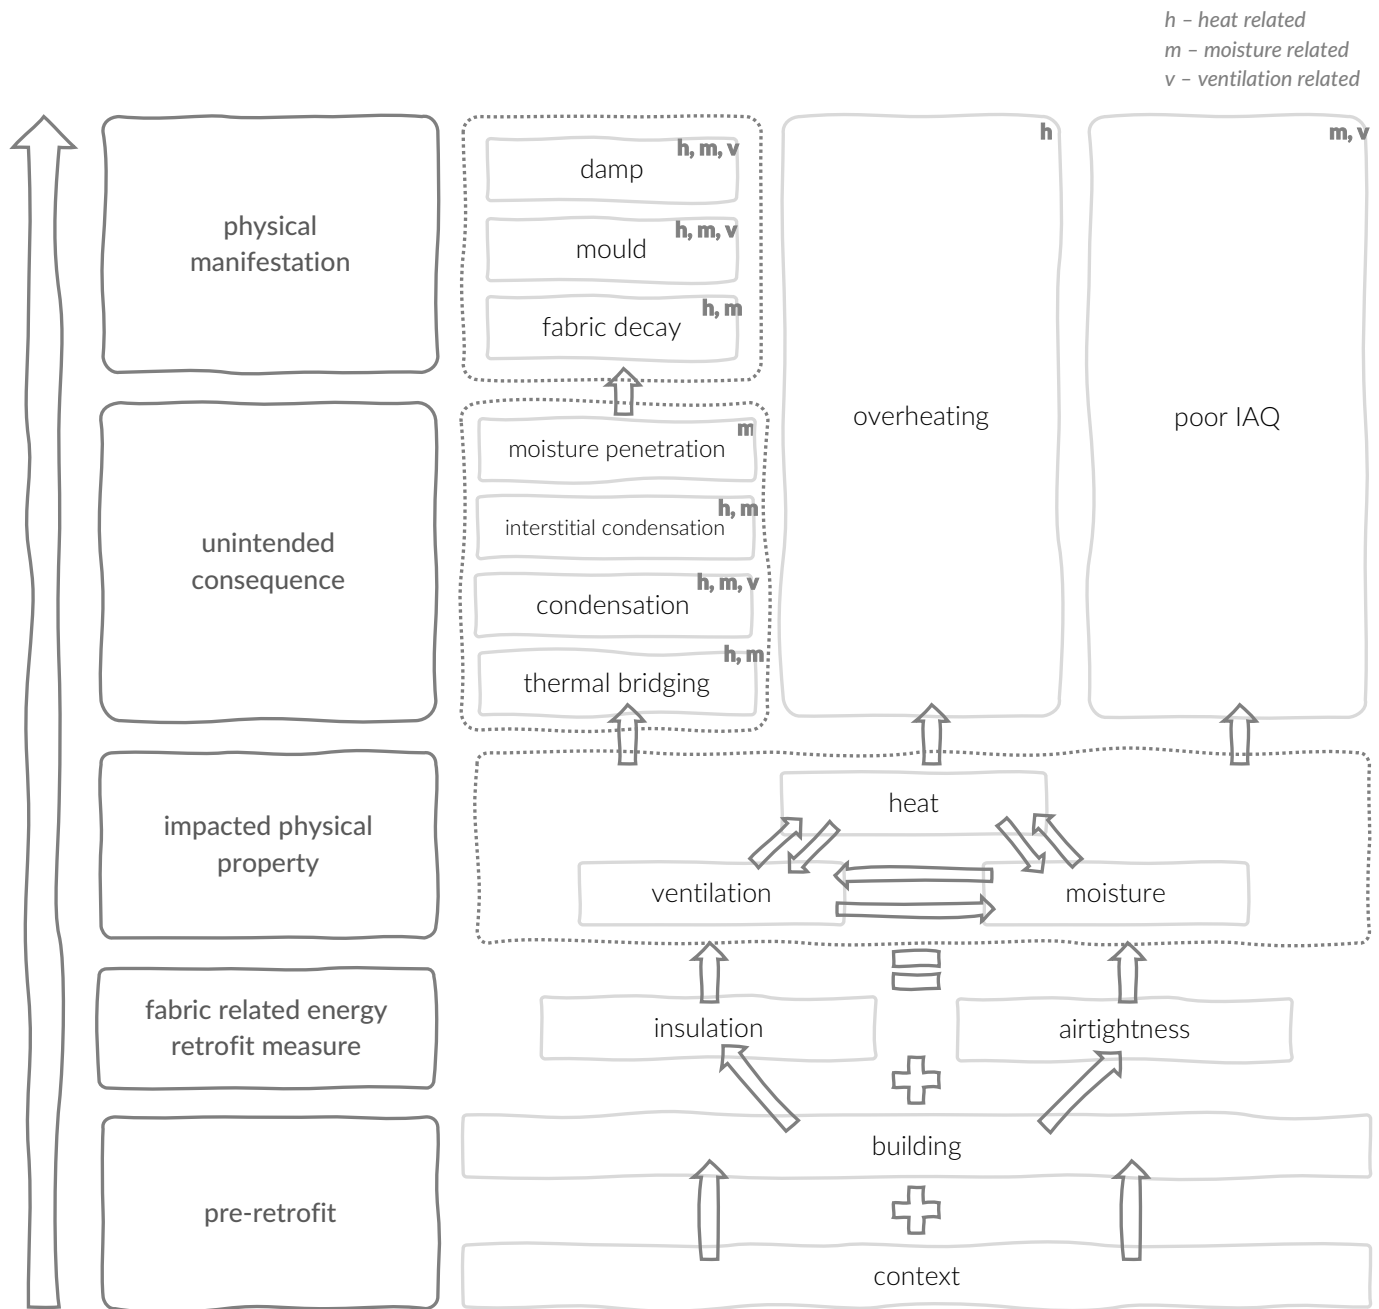 h – heat related
m – moisture related
v – ventilation related
physical
manifestation
h, m, v
damp
h, m, v
mould
h, m
fabric decay
h
overheating
m, v
poor IAQ
unintended
consequence
m
moisture penetration
h, m
interstitial condensation
h, m, v
condensation
h, m
thermal bridging
impacted physical
property
heat
ventilation
moisture
fabric related energy
retrofit measure
insulation
airtightness
pre-retrofit
building
context